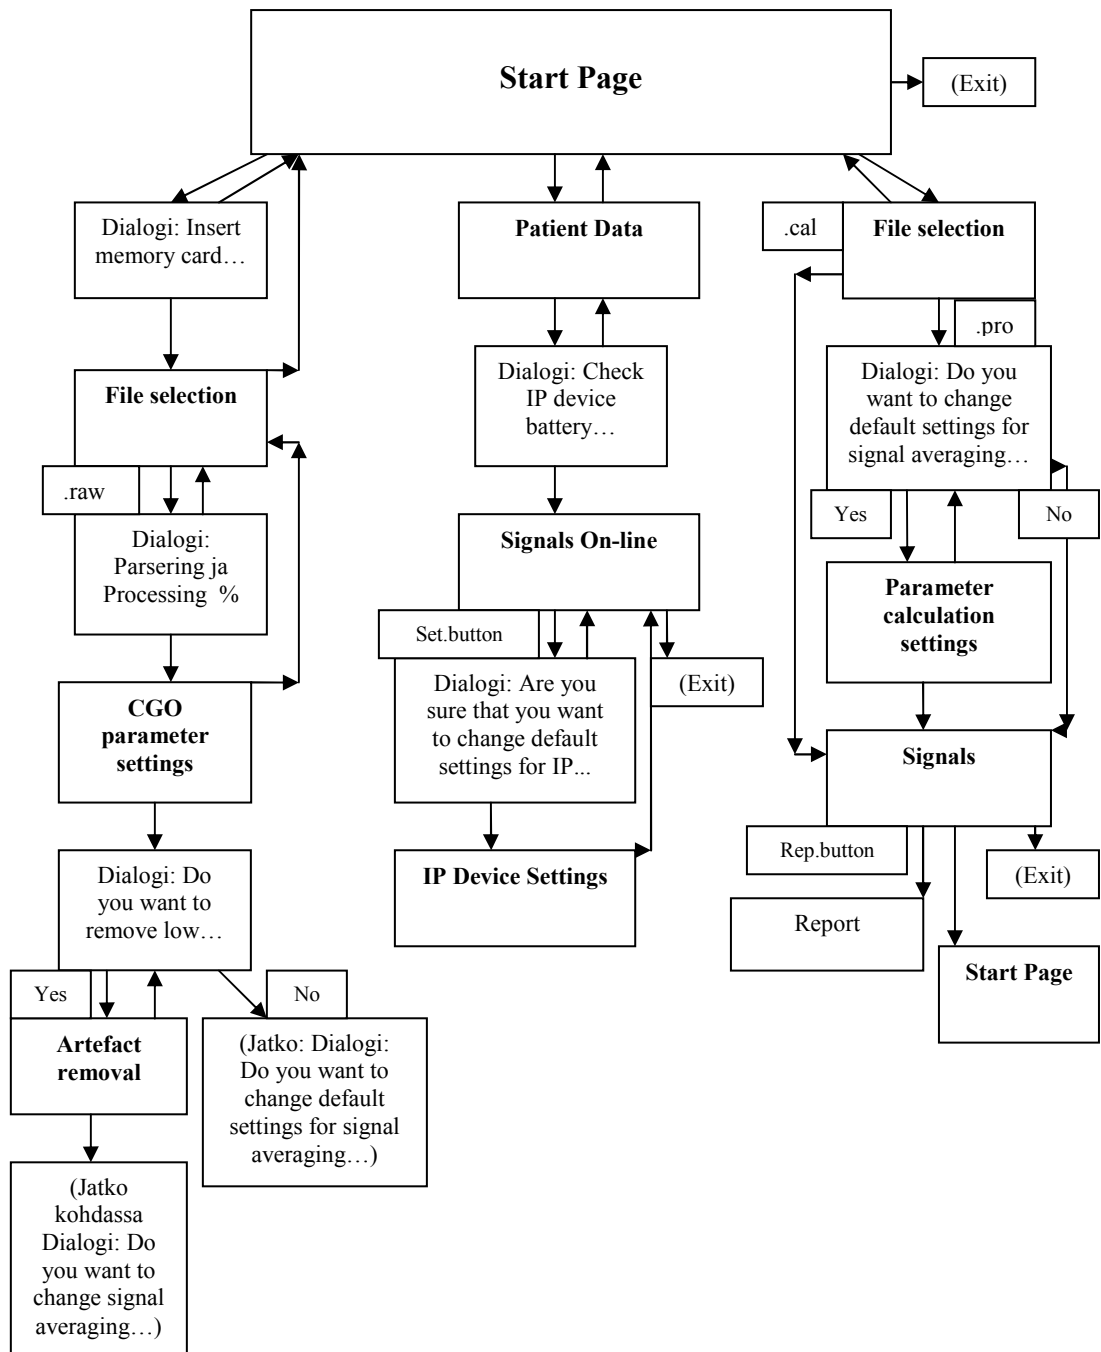 Start Page
(Exit)
Dialogi: Insert
memory card…
File selection
.raw
Dialogi:
Parsering ja
Processing %
CGO
parameter
settings
Dialogi: Do
you want to
remove low…
Yes
No
Artefact
removal
(Jatko: Dialogi:
Do you want to
change default
settings for signal
averaging…)
(Jatko
kohdassa
Dialogi: Do
you want to
change signal
averaging…)
Patient Data
Dialogi: Check
IP device
battery…
Signals On-line
Set.button
(Exit)
Dialogi: Are you
sure that you want
to change default
settings for IP...
IP Device Settings
.cal
File selection
.pro
Dialogi: Do you
want to change
default settings for
signal averaging…
Yes
No
Parameter
calculation
settings
Signals
Rep.button
(Exit)
Report
Start Page